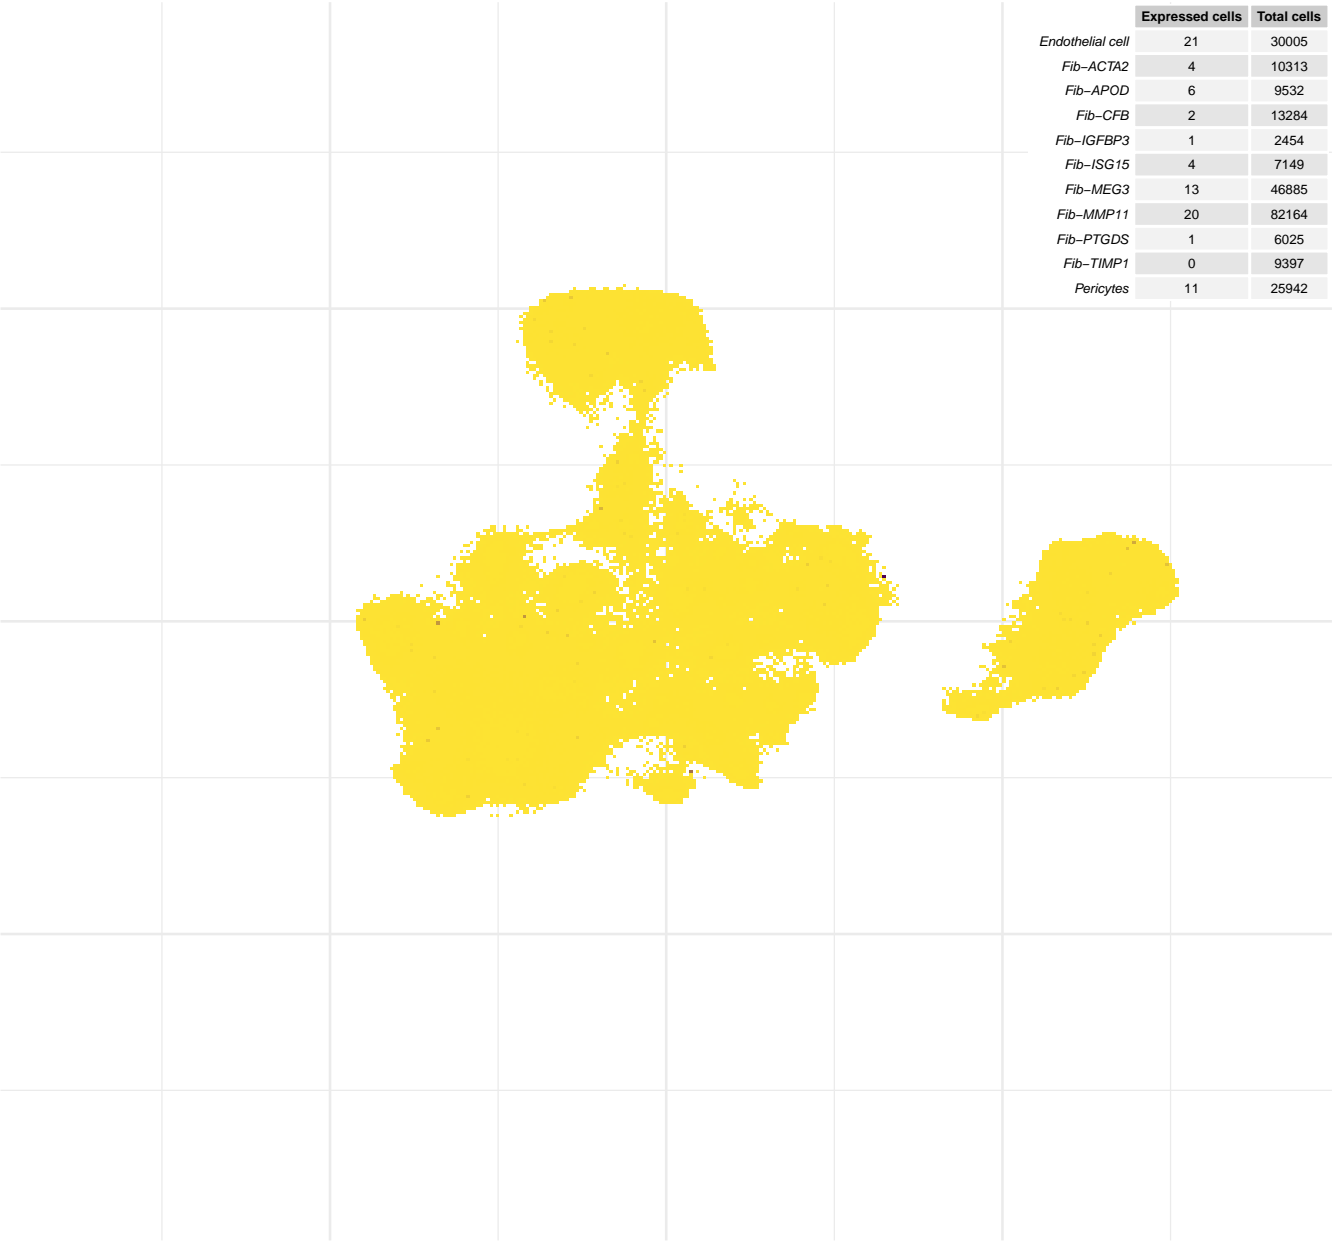 Expressed cells Total cells
Endothelial cell 21 30005
Fib−ACTA2 4 10313
Fib−APOD 6 9532
Fib−CFB 2 13284
Fib−IGFBP3 1 2454
Fib−ISG15 4 7149
Fib−MEG3 13 46885
Fib−MMP11 20 82164
Fib−PTGDS 1 6025
Fib−TIMP1 0 9397
Pericytes 11 25942